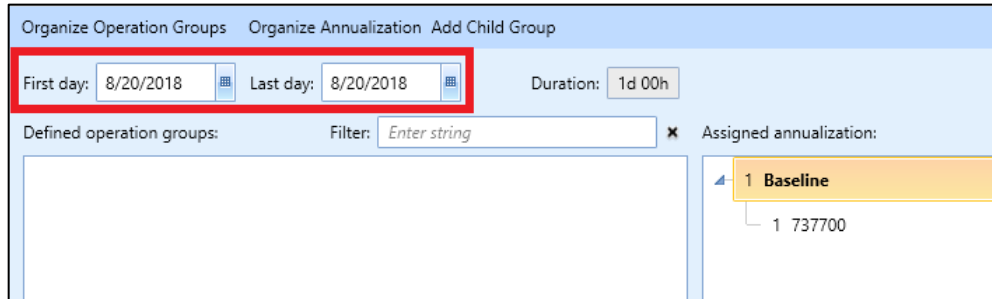 Organize Operation Groups Organize Annualization Add Child Group
First day: 8/20/2018 Last day: 8/20/2018 Duration: 1d 00h
Defined operation groups: Filter: Enter string Assigned annualization:
1 Baseline
1 737700